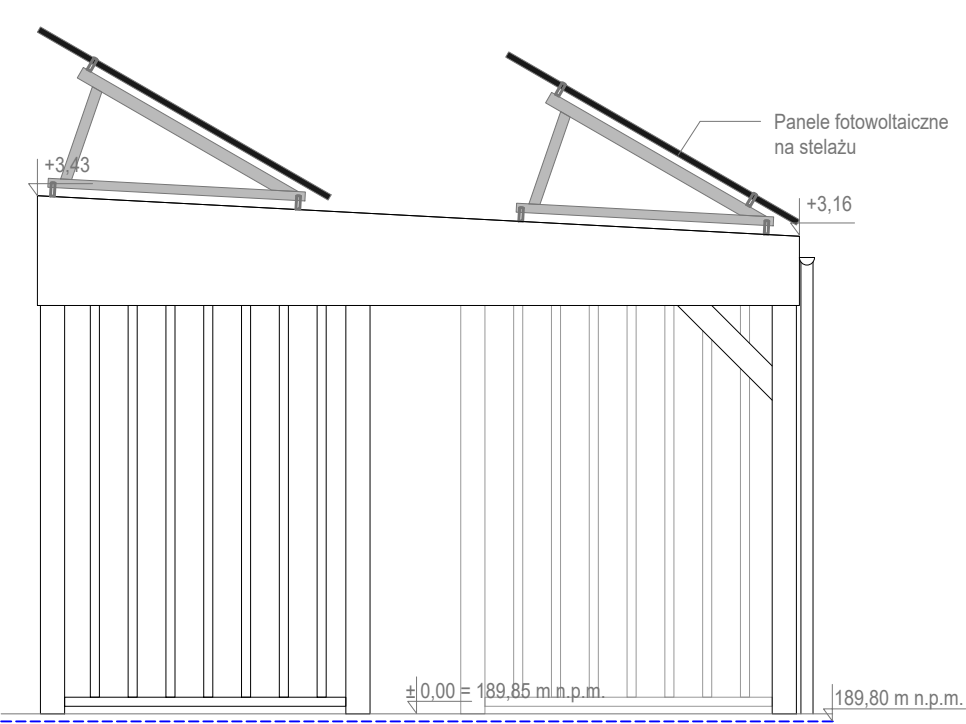 Panele fotowoltaiczne
na stelażu
+3,43
+3,16
± 0,00 = 189,85 m n.p.m.
189,80 m n.p.m.